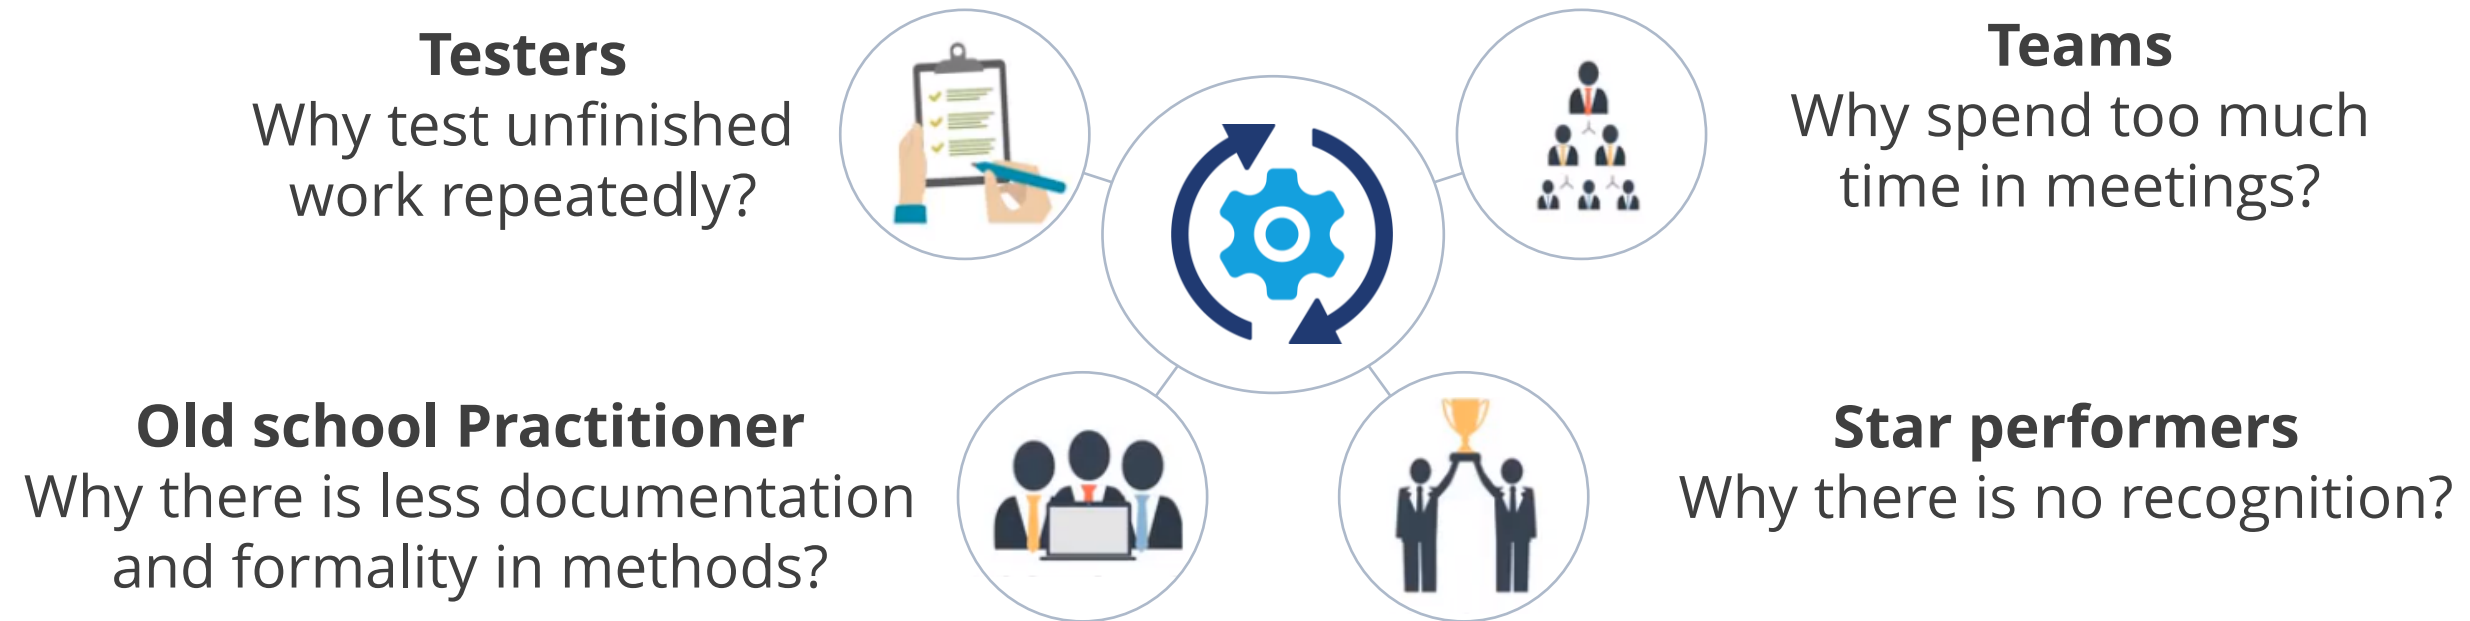 Testers
Why test unfinished
work repeatedly?
Teams
Why spend too much
time in meetings?
Old school Practitioner
Why there is less documentation
and formality in methods?
Star performers
Why there is no recognition?